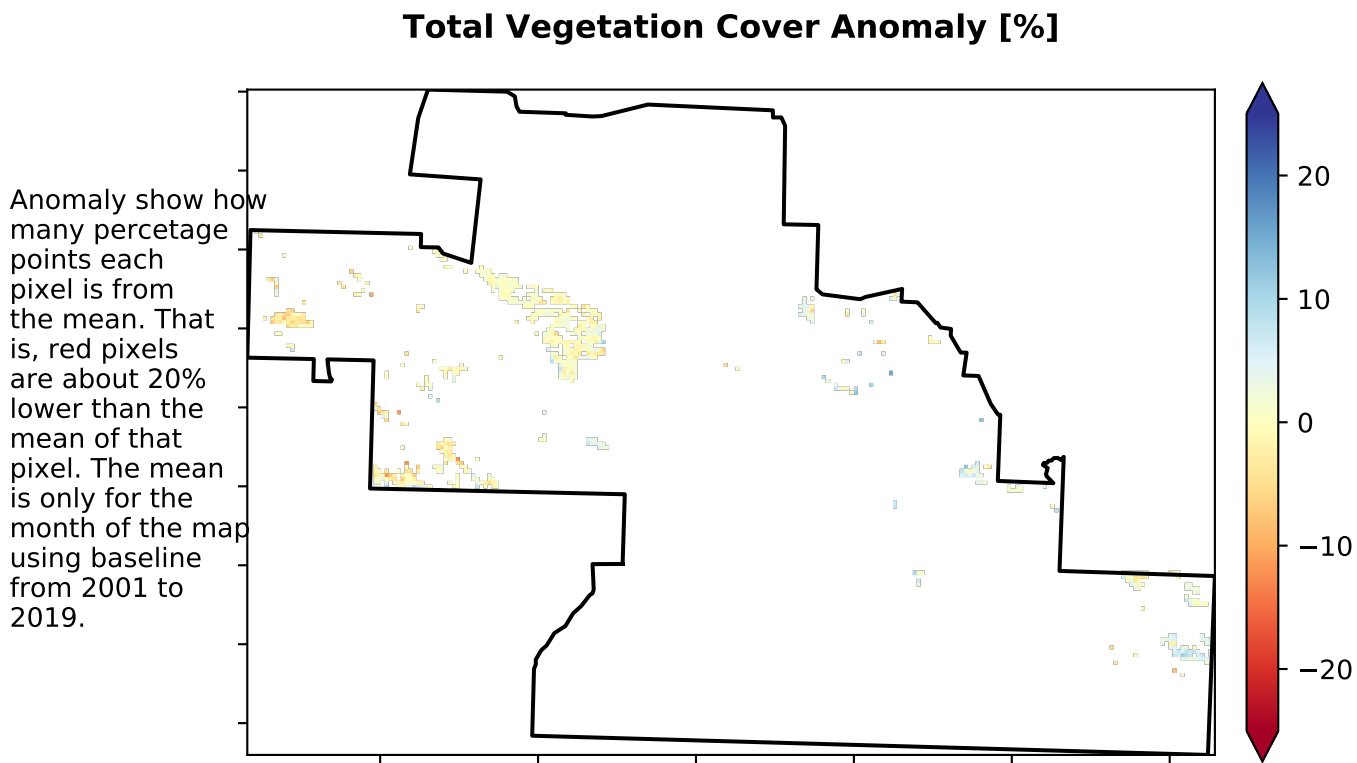 Total Vegetation Cover Anomaly [%]
Anomaly show how
many percetage
points each
pixel is from
the mean. That
is, red pixels
are about 20%
lower than the
mean of that
pixel. The mean
is only for the
month of the map
using baseline
from 2001 to
2019.
20
10
0
−10
−20